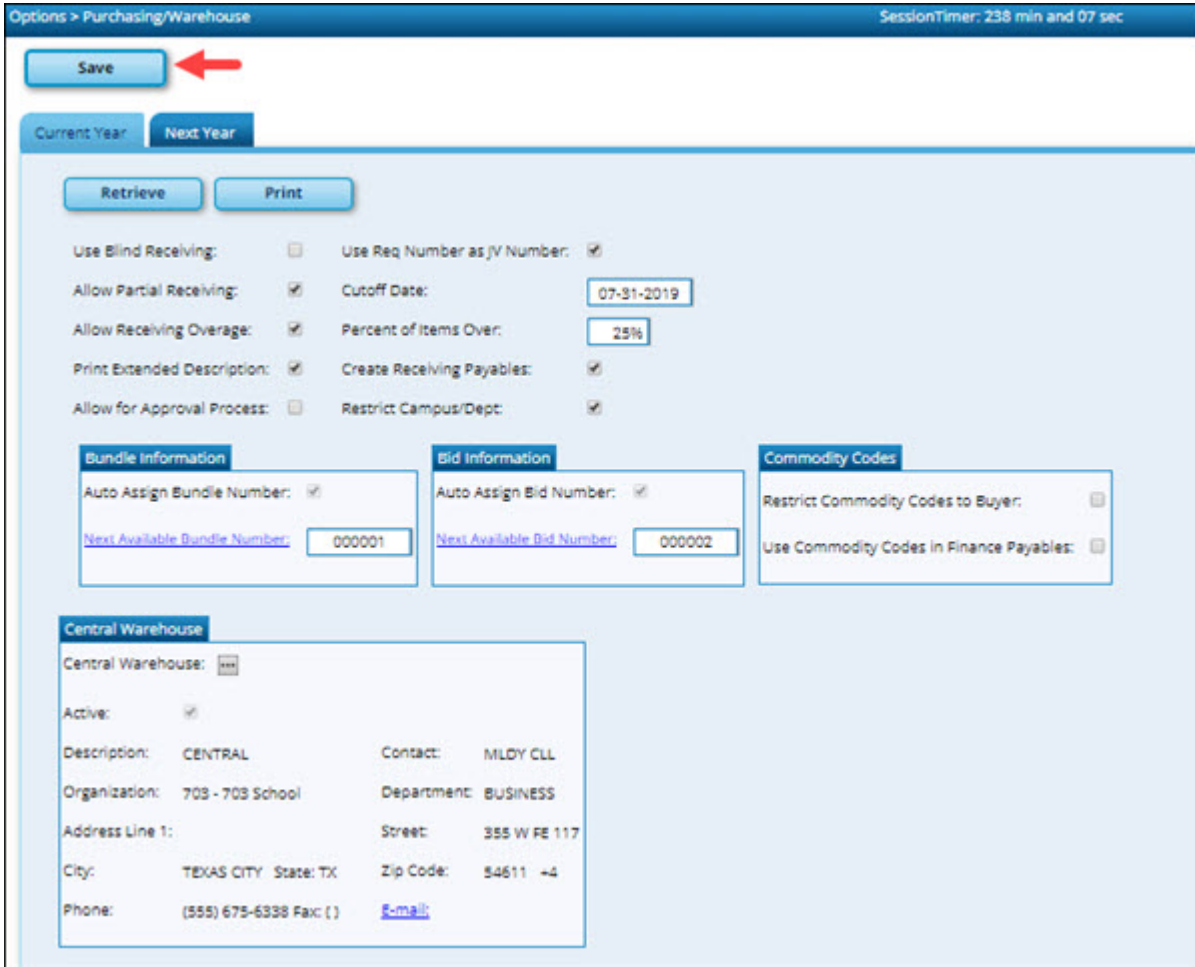 Options > Purchasing/Warehouse SessionTimer: 238 min and 07 sec
Save
Current Year Next Year
Retrieve Print
Use Blind Receiving: Use Req Number as JV Number:
Allow Partial Receiving: Cutoff Date: 07-31-2019
Allow Receiving Overage: Percent of Items Over: 25%
Print Extended Description: Create Receiving Payables:
Allow for Approval Process: Restrict Campus/Dept:
Bundle Information Bid Information Commodity Codes
Auto Assign Bundle Number: Auto Assign Bid Number: Restrict Commodity Codes to Buyer:
Next Available Bundle Number: 000001 Next Available Bid Number: 000002 Use Commodity Codes in Finance Payables:
Central Warehouse
Central Warehouse: ...
Active:
Description: CENTRAL Contact: MLDY CLL
Organization: 703 - 703 School Department: BUSINESS
Address Line 1: Street: 355 W FE 117
City: TEXAS CITY State: TX Zip Code: 54611 +4
Phone: (555) 675-6338 Fax: ( ) E-mail: